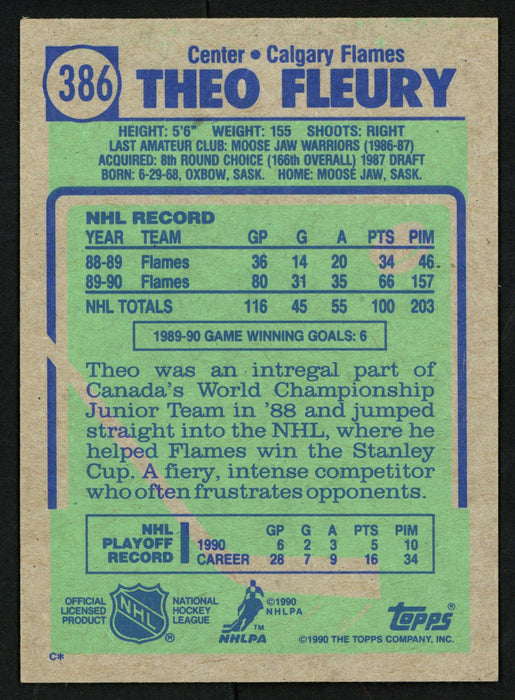 386
Center • Calgary Flames
THEO FLEURY
HEIGHT: 5'6" WEIGHT: 155 SHOOTS: RIGHT
LAST AMATEUR CLUB: MOOSE JAW WARRIORS (1986-87)
ACQUIRED: 8th ROUND CHOICE (166th OVERALL) 1987 DRAFT
BORN: 6-29-68, OXBOW, SASK. HOME: MOOSE JAW, SASK.
NHL RECORD
YEAR TEAM GP G A PTS PIM
88-89 Flames 36 14 20 34 46
89-90 Flames 80 31 35 66 157
NHL TOTALS 116 45 55 100 203
1989-90 GAME WINNING GOALS: 6
Theo was an intregal part of
Canada's World Championship
Junior Team in '88 and jumped
straight into the NHL, where he
helped Flames win the Stanley
Cup. A fiery, intense competitor
who often frustrates opponents.
NHL PLAYOFF RECORD
GP G A PTS PIM
1990 6 2 3 5 10
CAREER 28 7 9 16 34
OFFICIAL LICENSED PRODUCT
NHL ®
NATIONAL HOCKEY LEAGUE
NHLPA ™
©1990 NHLPA
TOPPS ®
©1990 THE TOPPS COMPANY, INC.
C*